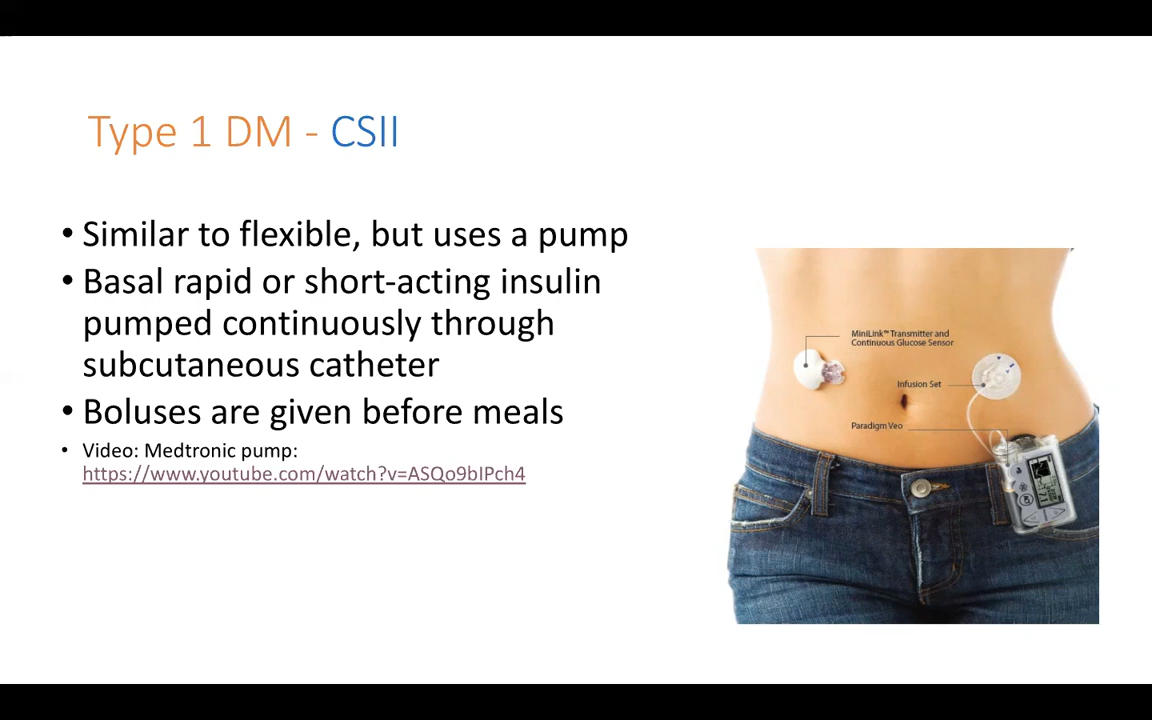 Type 1 DM - CSII
• Similar to flexible, but uses a pump
• Basal rapid or short-acting insulin
pumped continuously through
subcutaneous catheter
• Boluses are given before meals
• Video: Medtronic pump:
https://www.youtube.com/watch?v=ASQo9bIPch4
MiniLink™ Transmitter and
Continuous Glucose Sensor
Infusion Set
Paradigm Veo